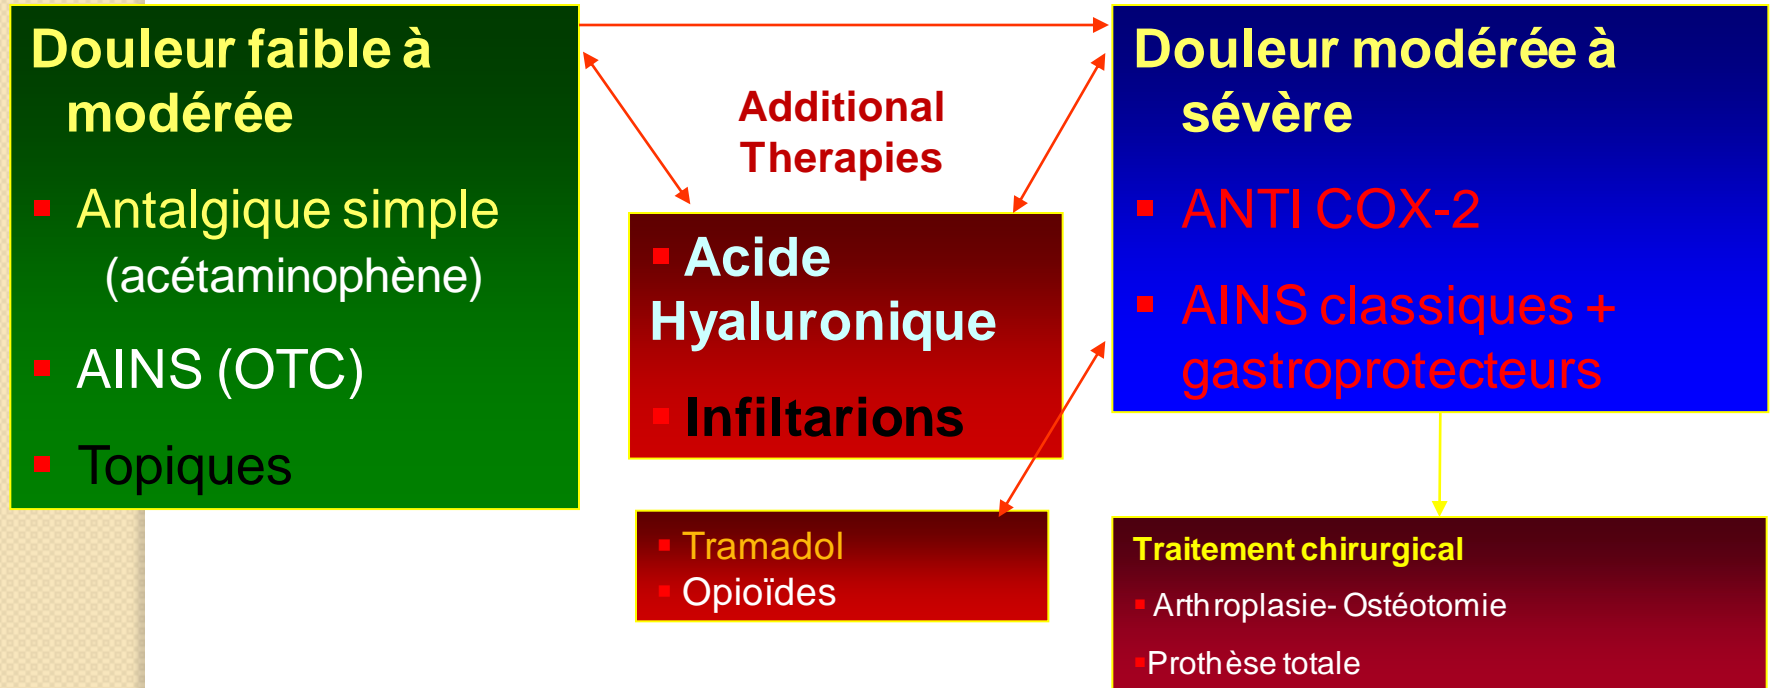 Douleur faible à
modérée
Antalgique simple
(acétaminophène)
AINS (OTC)
Topiques
Additional
Therapies
Acide
Hyaluronique
Infiltarions
Tramadol
Opioïdes
Douleur modérée à
sévère
ANTI COX-2
AINS classiques +
gastroprotecteurs
Traitement chirurgical
Arthroplasie- Ostéotomie
Prothèse totale